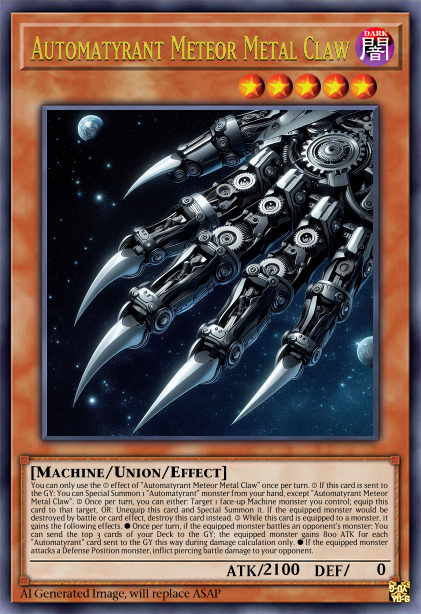 AUTOMATYRANT METEOR METAL CLAW
DARK
闇
[MACHINE/UNION/EFFECT]
You can only use the ① effect of "Automatyrant Meteor Metal Claw" once per turn. ① If this card is sent to
the GY: You can Special Summon 1 "Automatyrant" monster from your hand, except "Automatyrant Meteor
Metal Claw". ② Once per turn, you can either: Target 1 face-up Machine monster you control; equip this
card to that target, OR: Unequip this card and Special Summon it. If the equipped monster would be
destroyed by battle or card effect, destroy this card instead. ③ While this card is equipped to a monster, it
gains the following effects. ● Once per turn, if the equipped monster battles an opponent's monster: You
can send the top 3 cards of your Deck to the GY; the equipped monster gains 800 ATK for each
"Automatyrant" card sent to the GY this way during damage calculation only. ● If the equipped monster
attacks a Defense Position monster, inflict piercing battle damage to your opponent.
ATK/2100 DEF/ 0
AI Generated Image, will replace ASAP